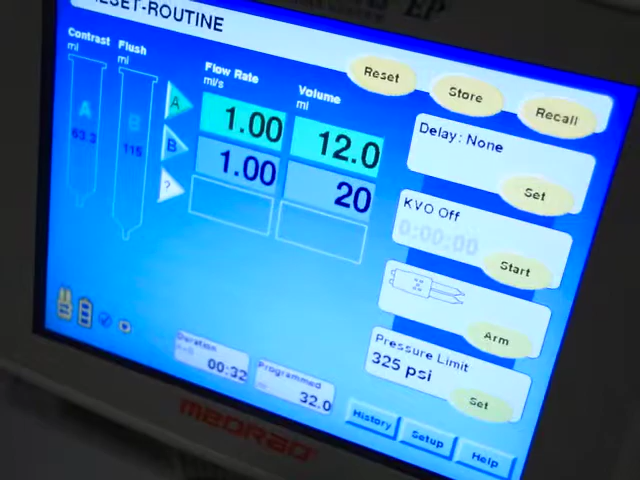 ESET-ROUTINE
EP
Contrast
ml
Flush
ml
Flow Rate
ml/s
Volume
ml
Reset
Store
Recall
A
63.3
B
115
A
1.00
12.0
B
1.00
20
?
Delay: None
Set
KVO Off
0:00:00
Start
Arm
Pressure Limit
325 psi
Set
Duration
00:32
Programmed
32.0
History
Setup
Help
MEDRAD